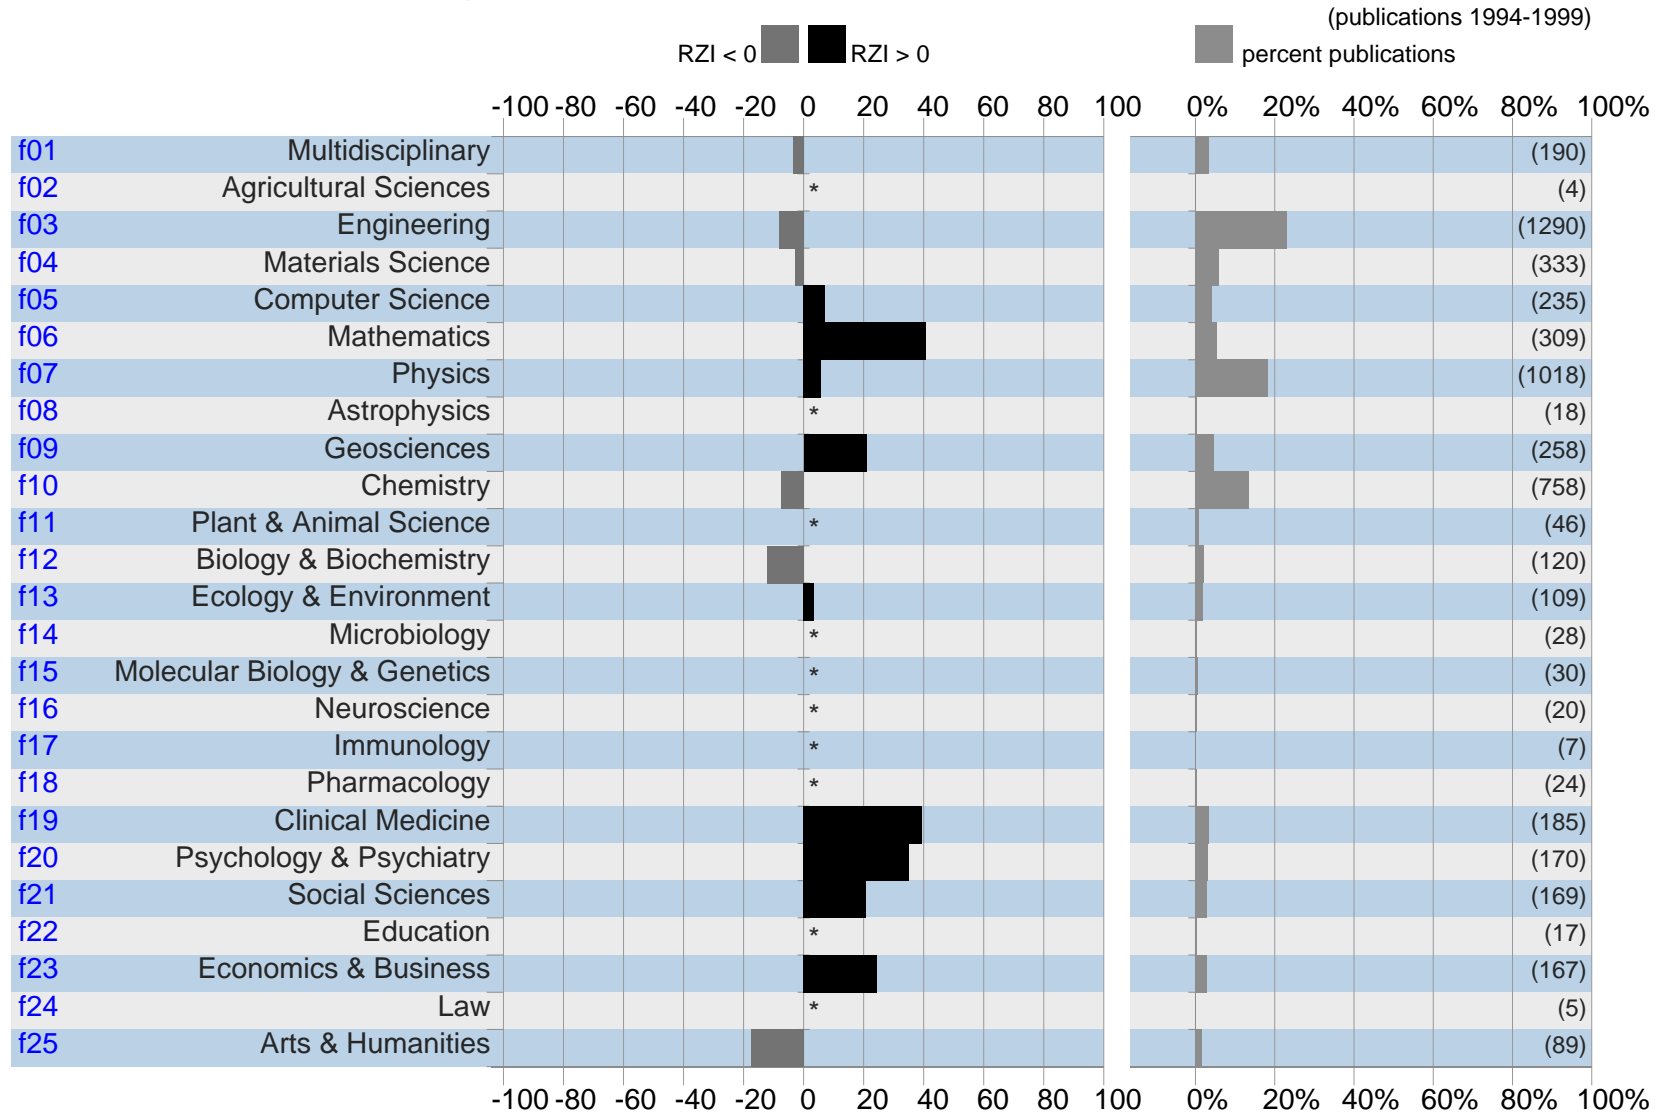 (publications 1994-1999)
RZI < 0 RZI > 0 percent publications
-100 -80 -60 -40 -20 0 20 40 60 80 100 0% 20% 40% 60% 80% 100%
f01 Multidisciplinary (190)
f02 Agricultural Sciences * (4)
f03 Engineering (1290)
f04 Materials Science (333)
f05 Computer Science (235)
f06 Mathematics (309)
f07 Physics (1018)
f08 Astrophysics * (18)
f09 Geosciences (258)
f10 Chemistry (758)
f11 Plant & Animal Science * (46)
f12 Biology & Biochemistry (120)
f13 Ecology & Environment (109)
f14 Microbiology * (28)
f15 Molecular Biology & Genetics * (30)
f16 Neuroscience * (20)
f17 Immunology * (7)
f18 Pharmacology * (24)
f19 Clinical Medicine (185)
f20 Psychology & Psychiatry (170)
f21 Social Sciences (169)
f22 Education * (17)
f23 Economics & Business (167)
f24 Law * (5)
f25 Arts & Humanities (89)
-100 -80 -60 -40 -20 0 20 40 60 80 100 0% 20% 40% 60% 80% 100%